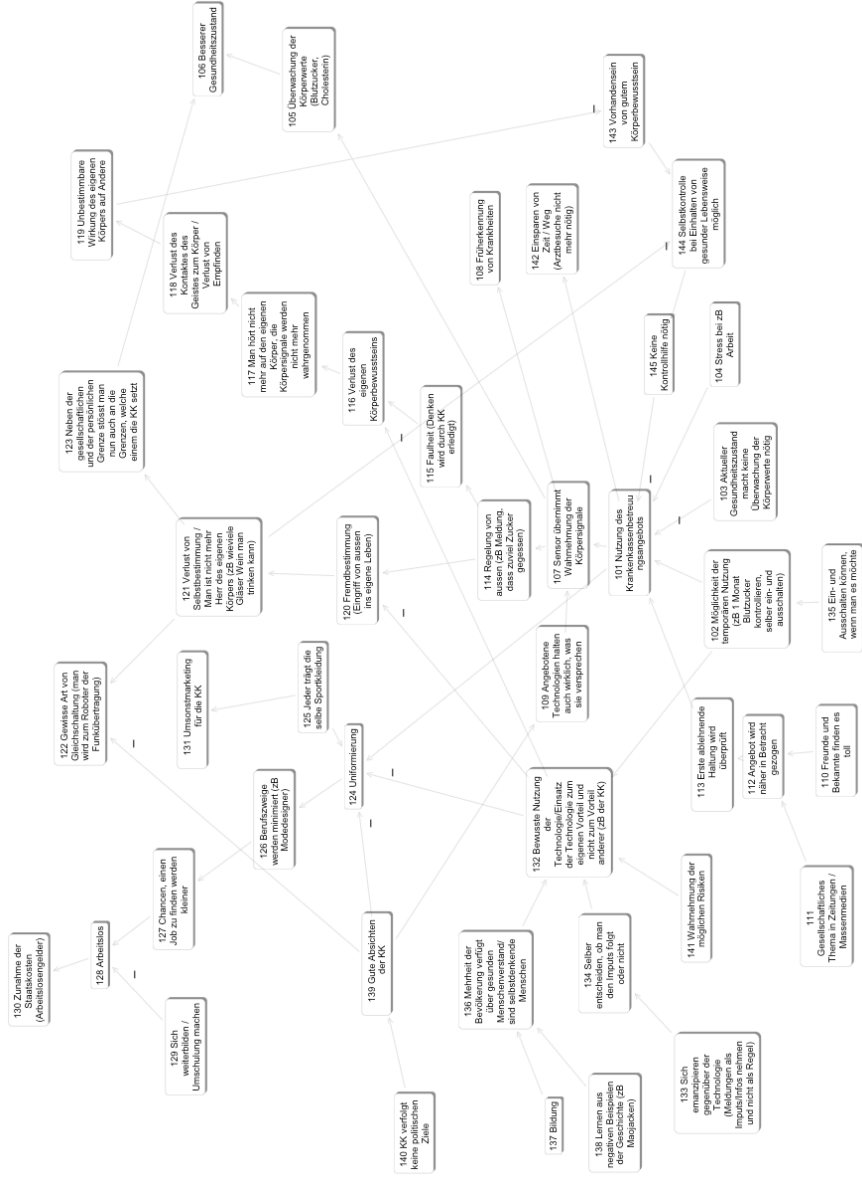 130 Zunahme der
Staatskosten
(Arbeitslosengelder)
122 Gewisse Art von
Gleichschaltung (man
wird zum Roboter der
Funkübertragung)
123 Neben der
gesellschaftlichen
und der persönlichen
Grenze stösst man
nun auch an die
Grenzen, welche
einem die KK setzt
119 Unbestimmbare
Wirkung des eigenen
Körpers auf Andere
106 Besserer
Gesundheitszustand
128 Arbeitslos
127 Chancen, einen
Job zu finden werden
kleiner
131 Umsonstmarketing
für die KK
121 Verlust von
Selbstbestimmung /
Man ist nicht mehr
Herr des eigenen
Körpers (zB wieviele
Gläser Wein man
trinken kann)
118 Verlust des
Kontaktes des
Geistes zum Körper /
Verlust von
Empfinden
105 Überwachung der
Körperwerte
(Blutzucker,
Cholesterin)
129 Sich
weiterbilden /
Umschulung machen
126 Berufszweige
werden minimiert (zB
Modedesigner)
125 Jeder trägt die
selbe Sportkleidung
120 Fremdbestimmung
(Eingriff von aussen
ins eigene Leben)
117 Man hört nicht
mehr auf den eigenen
Körper, die
Körpersignale werden
nicht mehr
wahrgenommen
124 Uniformierung
116 Verlust des
eigenen
Körperbewusstseins
139 Gute Absichten
der KK
115 Faulheit (Denken
wird durch KK
erledigt)
140 KK verfolgt
keine politischen
Ziele
114 Regelung von
aussen (zB Meldung,
dass zuviel Zucker
gegessen)
108 Früherkennung
von Krankheiten
136 Mehrheit der
Bevölkerung verfügt
über gesunden
Menschenverstand/
sind selbstdenkende
Menschen
132 Bewusste Nutzung
der
Technologie/Einsatz
der Technologie zum
eigenen Vorteil und
nicht zum Vorteil
anderer (zB der KK)
109 Angebotene
Technologien halten
auch wirklich, was
sie versprechen
107 Sensor übernimmt
Wahrnehmung der
Körpersignale
142 Einsparen von
Zeit / Weg
(Arztbesuche nicht
mehr nötig)
143 Vorhandensein
von gutem
Körperbewusstsein
137 Bildung
134 Selber
entscheiden, ob man
den Imputs folgt
oder nicht
101 Nutzung des
Krankenkassenbetreuu
ngsangebots
138 Lernen aus
negativen Beispielen
der Geschichte (zB
Maojacken)
145 Keine
Kontrollhilfe nötig
144 Selbstkontrolle
bei Einhalten von
gesunder Lebensweise
möglich
133 Sich
emanzipieren
gegenüber der
Technologie
(Meldungen als
Imputs/Infos nehmen
und nicht als Regel)
141 Wahrnehmung der
möglichen Risiken
113 Erste ablehnende
Haltung wird
überprüft
102 Möglichkeit der
temporären Nutzung
(zB 1 Monat
Blutzucker
kontrollieren,
selber ein- und
ausschalten)
103 Aktueller
Gesundheitszustand
macht keine
Überwachung der
Körperwerte nötig
104 Stress bei zB
Arbeit
112 Angebot wird
näher in Betracht
gezogen
111
Gesellschaftliches
Thema in Zeitungen /
Massenmedien
110 Freunde und
Bekannte finden es
toll
135 Ein- und
Ausschalten können,
wenn man es möchte